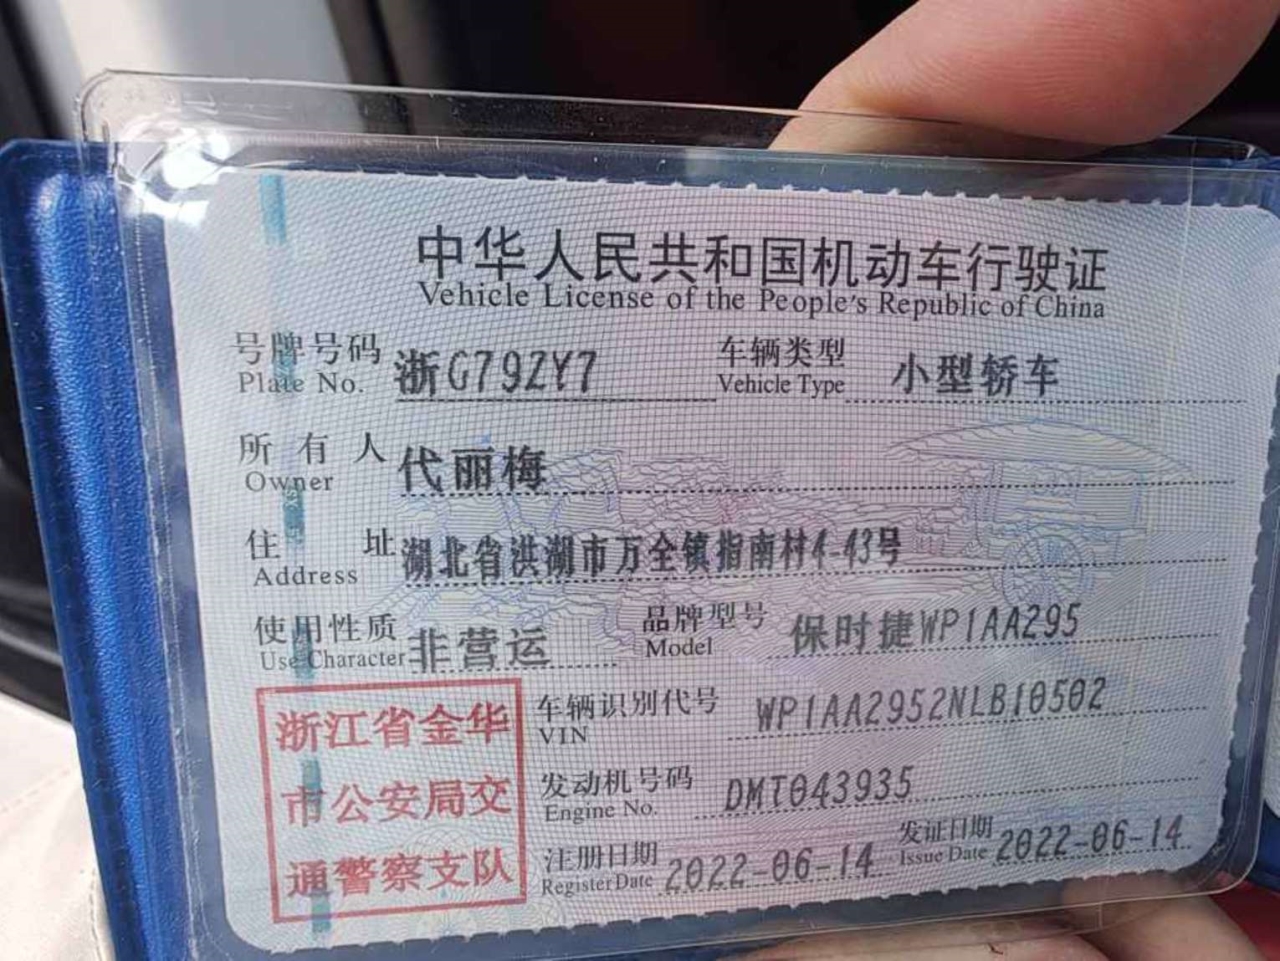 中华人民共和国机动车行驶证
Vehicle License of the People's Republic of China
号牌号码 浙G79ZY7 车辆类型 小型轿车
Plate No. Vehicle Type
所有人 代丽梅
Owner
住址 湖北省洪湖市万全镇指南村4-43号
Address
使用性质 非营运 品牌型号 保时捷WP1AA295
Use Character Model
浙江省金华
市公安局交
通警察支队
车辆识别代号 WP1AA2952NLB10502
VIN
发动机号码 DMT043935
Engine No.
注册日期 2022-06-14 发证日期 2022-06-14
Register Date Issue Date